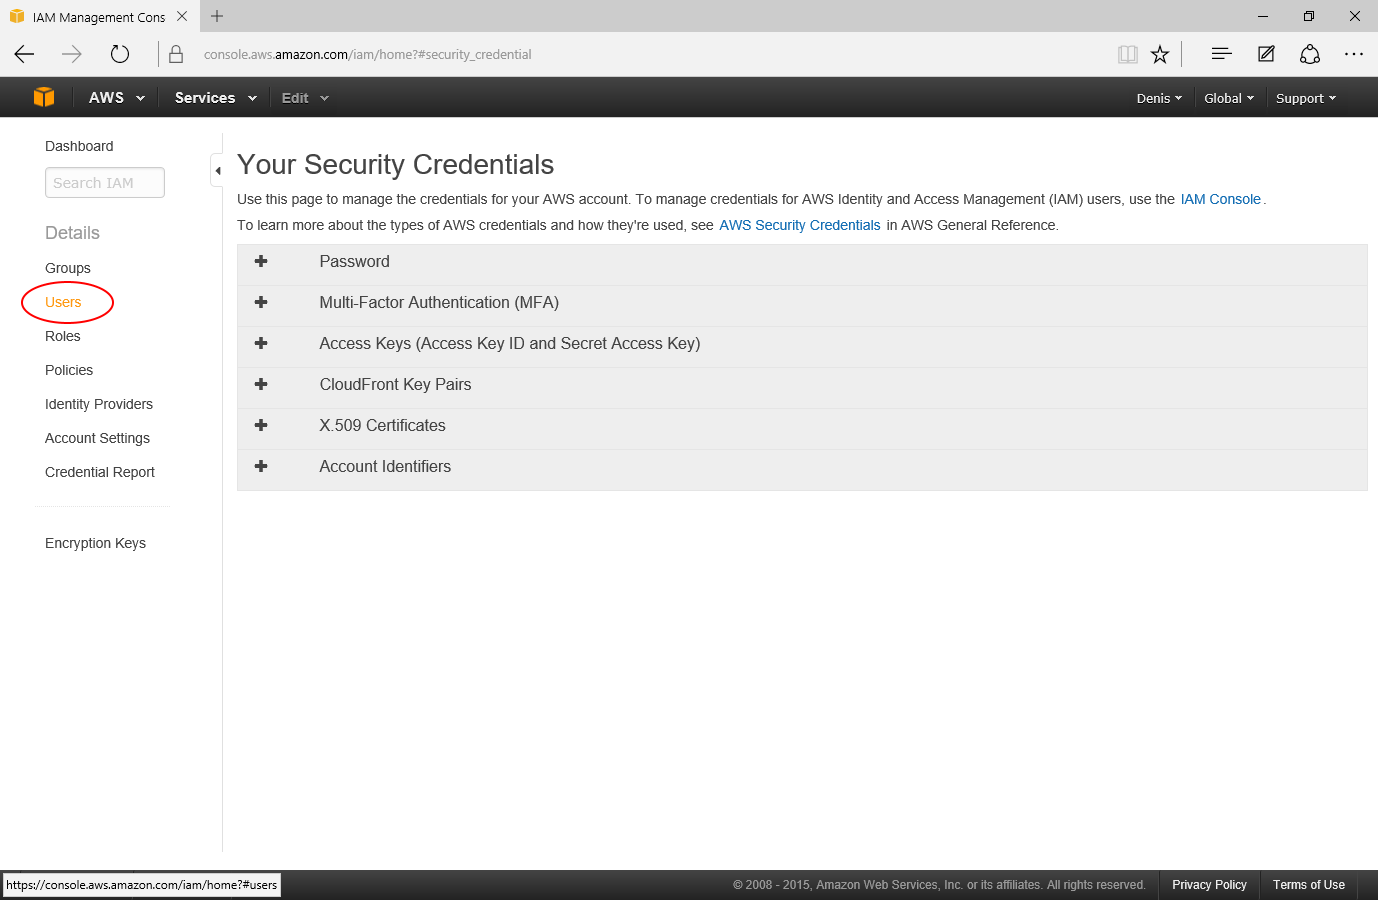 IAM Management Cons
console.aws.amazon.com/iam/home?#security_credential
AWS Services Edit Denis Global Support
Dashboard
Search IAM
Details
Groups
Users
Roles
Policies
Identity Providers
Account Settings
Credential Report
Encryption Keys
Your Security Credentials
Use this page to manage the credentials for your AWS account. To manage credentials for AWS Identity and Access Management (IAM) users, use the IAM Console.
To learn more about the types of AWS credentials and how they're used, see AWS Security Credentials in AWS General Reference.
Password
Multi-Factor Authentication (MFA)
Access Keys (Access Key ID and Secret Access Key)
CloudFront Key Pairs
X.509 Certificates
Account Identifiers
https://console.aws.amazon.com/iam/home?#users
© 2008 - 2015, Amazon Web Services, Inc. or its affiliates. All rights reserved. Privacy Policy Terms of Use